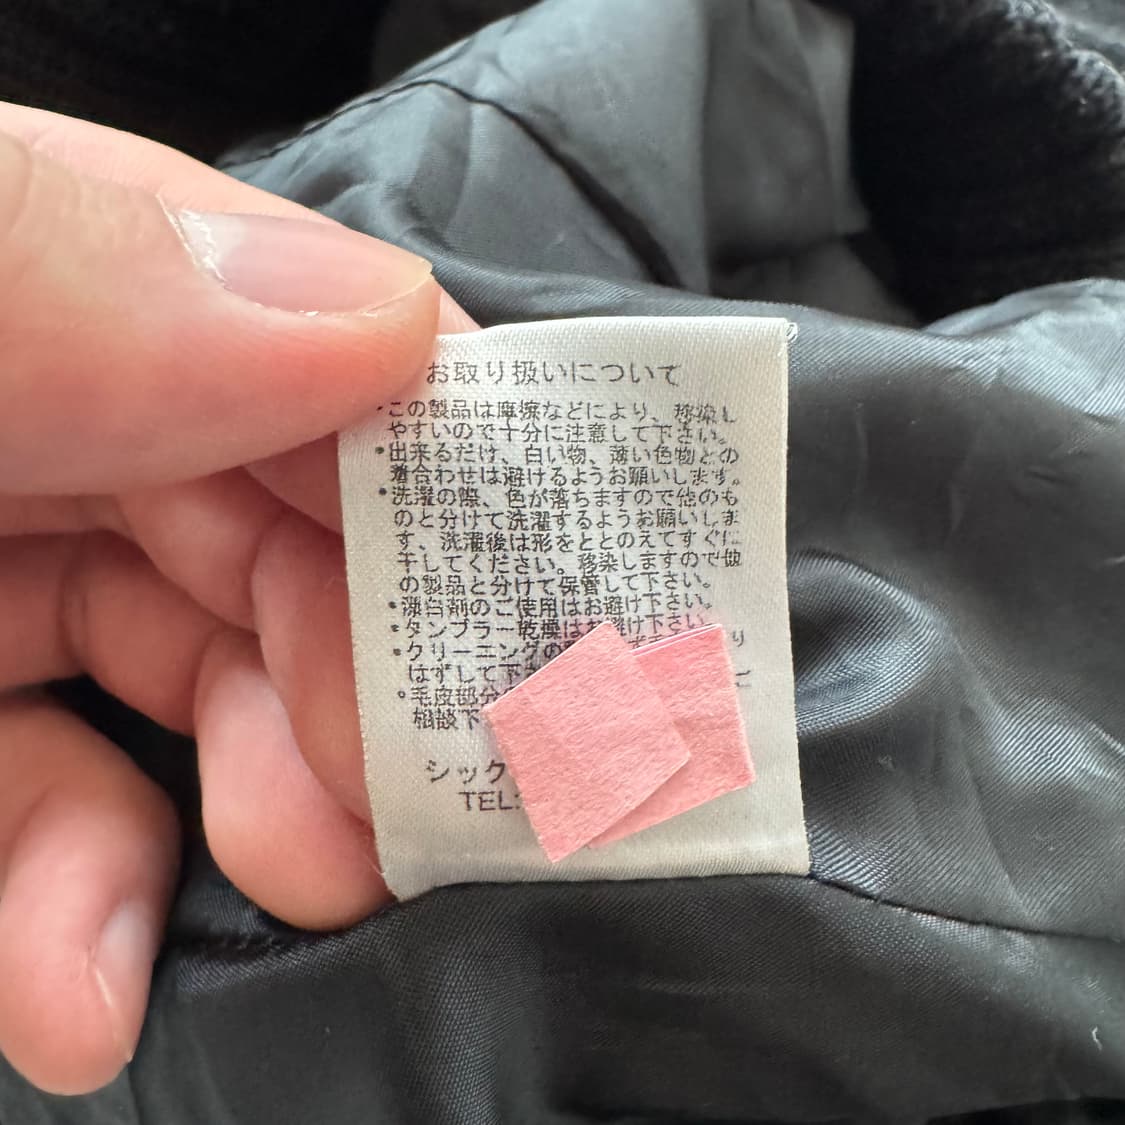 お取り扱いについて
・この製品は摩擦などにより、移染し
やすいので十分に注意して下さい。
・出来るだけ、白い物、薄い色物との
着合わせは避けるようお願いします。
・洗濯の際、色が落ちますので他のも
のと分けて洗濯するようお願いしま
す、洗濯後は形をととのえてすぐに
干してください。移染しますので他
の製品と分けて保管して下さい。
・漂白剤のご使用はお避け下さい。
・タンブラー乾燥はお避け下さい。
・クリーニングの
はずして下さ
。毛皮部分
相談下
シック
TEL: